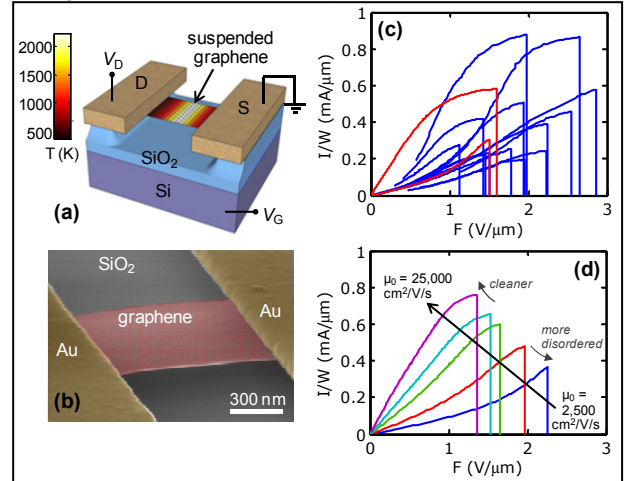 (a)
2000
1500
1000
500
T (K)
V_D
D
suspended
graphene
S
SiO₂
Si
V_G
(b)
SiO₂
graphene
Au
Au
300 nm
(c)
I/W (mA/μm)
1
0.8
0.6
0.4
0.2
0
0
1
2
3
F (V/μm)
(d)
I/W (mA/μm)
1
0.8
0.6
0.4
0.2
0
μ₀ = 25,000
cm²/V/s
cleaner
more
disordered
μ₀ =
2,500
cm²/V/s
0
1
2
3
F (V/μm)